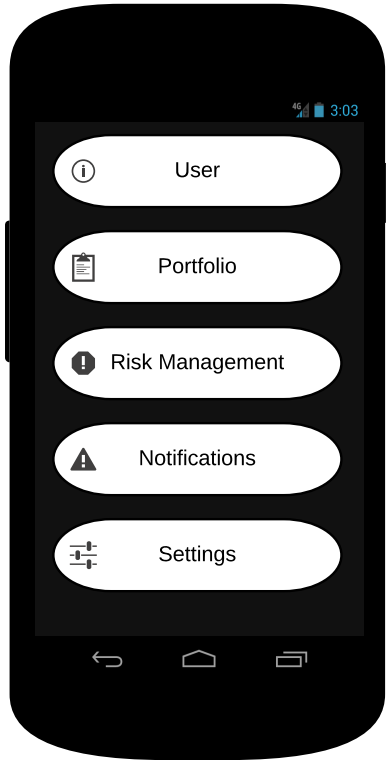 4G 3:03
User
Portfolio
Risk Management
Notifications
Settings